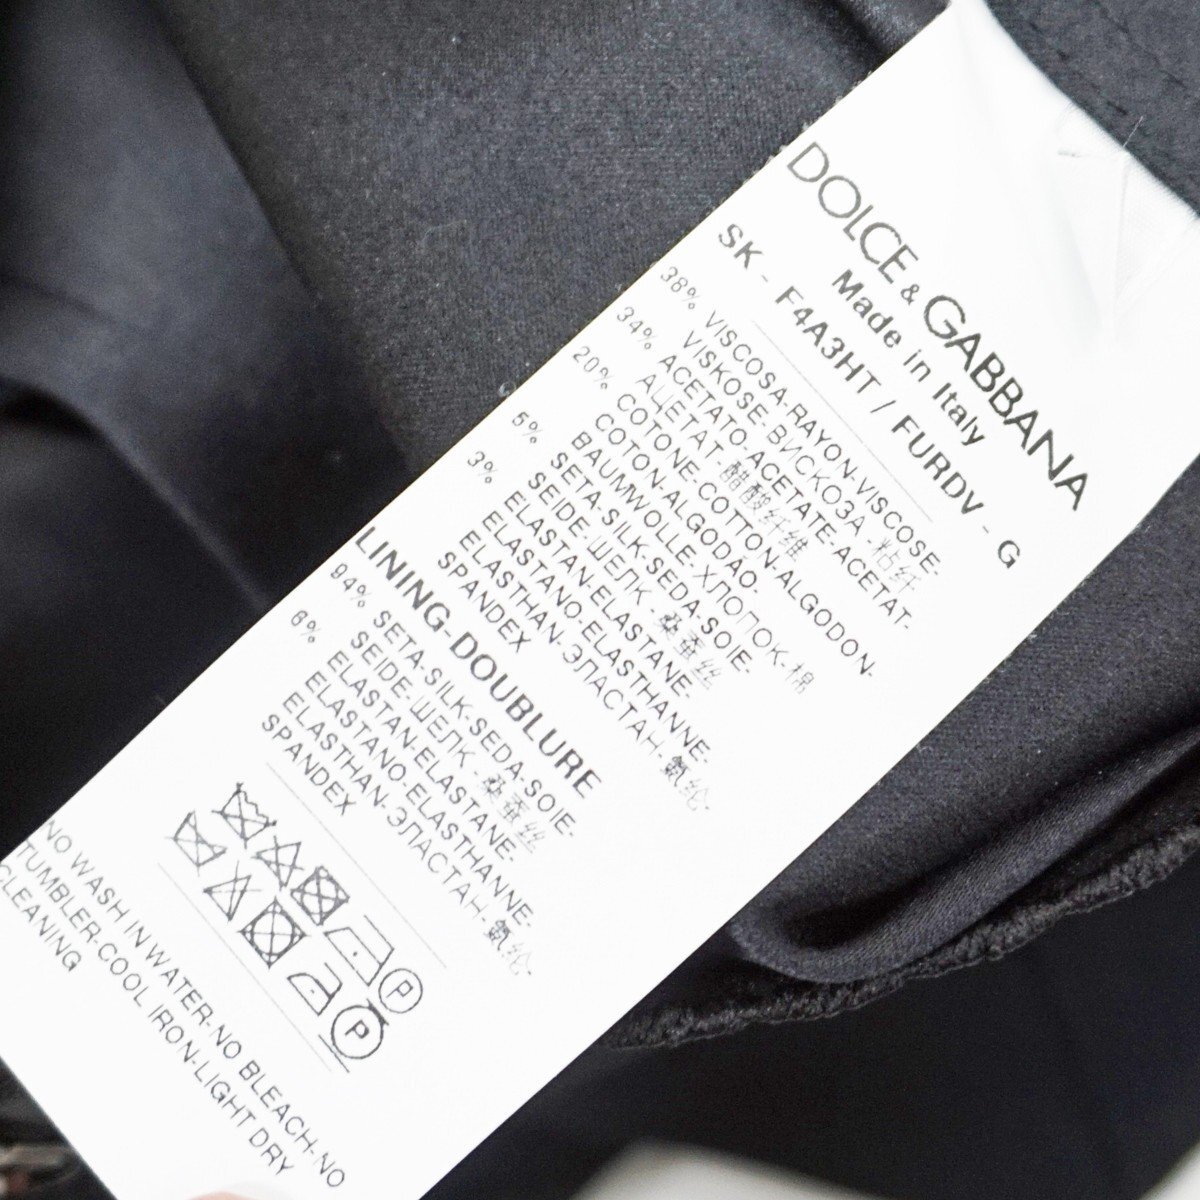 DOLCE & GABBANA
Made in Italy
SK - F4A3HT / FURDV - G
38% VISCOSA-RAYON-VISCOSE-
VISKOSE-ВИСКОЗА-粘纤
34% ACETATO-ACETATE-ACETAT-
АЦЕТАТ-醋酸纤维
20% COTONE-COTTON-ALGODON-
COTON-ALGODÃO-
BAUMWOLLE-ХЛОПОК-棉
5% SETA-SILK-SEDA-SOIE-
SEIDE-ШЕЛК-桑蚕丝
3% ELASTAN-ELASTANE-
ELASTANO-ELASTHANNE-
ELASTHAN-ЭЛАСТАН-氨纶-
SPANDEX
LINING-DOUBLURE
94% SETA-SILK-SEDA-SOIE-
SEIDE-ШЕЛК-桑蚕丝
6% ELASTAN-ELASTANE-
ELASTANO-ELASTHANNE-
ELASTHAN-ЭЛАСТАН-氨纶-
SPANDEX
P
P
NO WASH IN WATER-NO BLEACH-NO
TUMBLER-COOL IRON-LIGHT DRY
CLEANING